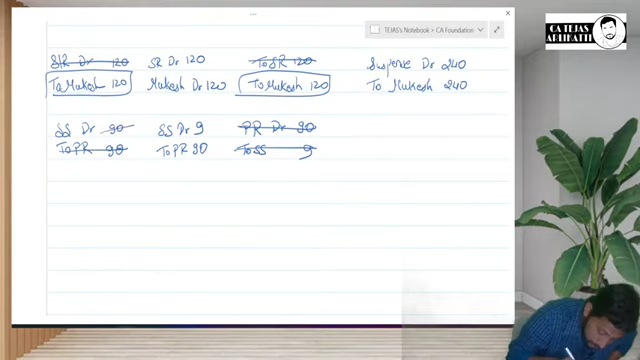 TEJAS's Notebook > CA Foundation
CA TEJAS
SR Dr 120 SR Dr 120 To SR 120 Suspense Dr 240
To Mukesh 120 Mukesh Dr 120 To Mukesh 120 To Mukesh 240
SS Dr 90 SS Dr 9 PR Dr 90
To PR 90 To PR 90 To SS 9